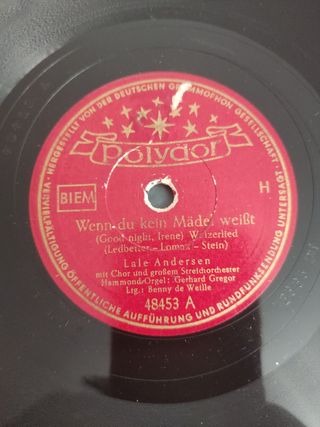 HERGESTELLT VON DER DEUTSCHEN GRAMMOPHON GESELLSCHAFT
polydor
BIEM
H
Wenn du kein Mädel weißt
(Good night, Irene) Walzerlied
(Ledbetter - Lomax - Stein)
Lale Andersen
mit Chor und großem Streichorchester
Hammond-Orgel: Gerhard Gregor
Ltg.: Benny de Weille
48453 A
VERVIELFÄLTIGUNG, ÖFFENTLICHE AUFFÜHRUNG UND RUNDFUNKSENDUNG UNTERSAGT